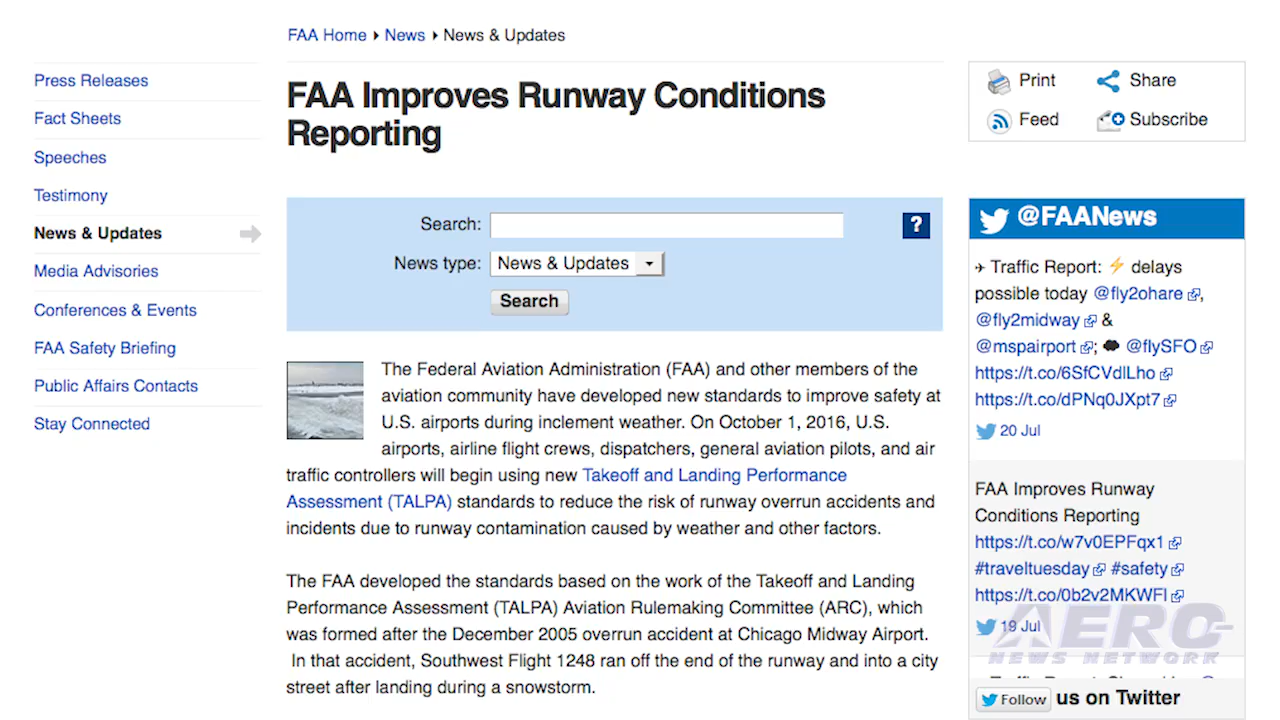 FAA Home ▸ News ▸ News & Updates
Press Releases
Fact Sheets
Speeches
Testimony
News & Updates
Media Advisories
Conferences & Events
FAA Safety Briefing
Public Affairs Contacts
Stay Connected
FAA Improves Runway Conditions
Reporting
Search:
?
News type: News & Updates
Search
The Federal Aviation Administration (FAA) and other members of the
aviation community have developed new standards to improve safety at
U.S. airports during inclement weather. On October 1, 2016, U.S.
airports, airline flight crews, dispatchers, general aviation pilots, and air
traffic controllers will begin using new Takeoff and Landing Performance
Assessment (TALPA) standards to reduce the risk of runway overrun accidents and
incidents due to runway contamination caused by weather and other factors.
The FAA developed the standards based on the work of the Takeoff and Landing
Performance Assessment (TALPA) Aviation Rulemaking Committee (ARC), which
was formed after the December 2005 overrun accident at Chicago Midway Airport.
In that accident, Southwest Flight 1248 ran off the end of the runway and into a city
street after landing during a snowstorm.
Print Share
Feed Subscribe
@FAANews
✈ Traffic Report: ⚡ delays
possible today @fly2ohare,
@fly2midway &
@mspairport; @flySFO
https://t.co/6SfCVdlLho
https://t.co/dPNq0JXpt7
20 Jul
FAA Improves Runway
Conditions Reporting
https://t.co/w7v0EPFqx1
#traveltuesday #safety
https://t.co/0b2v2MKWFl
19 Jul
AERO
NEWS NETWORK
Follow us on Twitter